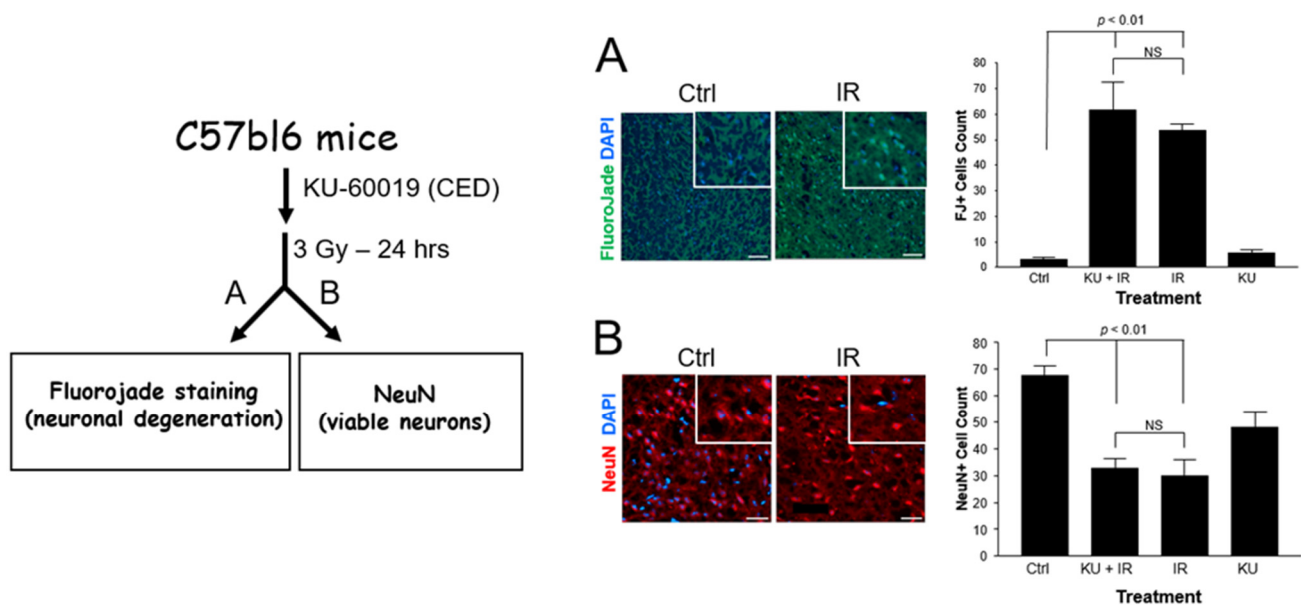 C57bl6 mice
KU-60019 (CED)
3 Gy – 24 hrs
A
B
Fluorojade staining
(neuronal degeneration)
NeuN
(viable neurons)
A
Ctrl
IR
FluoroJade DAPI
p < 0.01
NS
FJ+ Cells Count
80
70
60
50
40
30
20
10
0
Ctrl
KU + IR
IR
KU
Treatment
B
Ctrl
IR
NeuN DAPI
p < 0.01
NS
NeuN+ Cell Count
80
70
60
50
40
30
20
10
0
Ctrl
KU + IR
IR
KU
Treatment